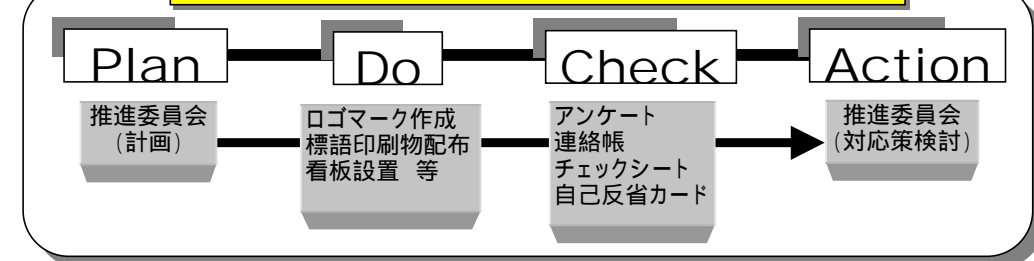 Plan
Do
Check
Action
推進委員会
(計画)
ロゴマーク作成
標語印刷物配布
看板設置 等
アンケート
連絡帳
チェックシート
自己反省カード
推進委員会
(対応策検討)